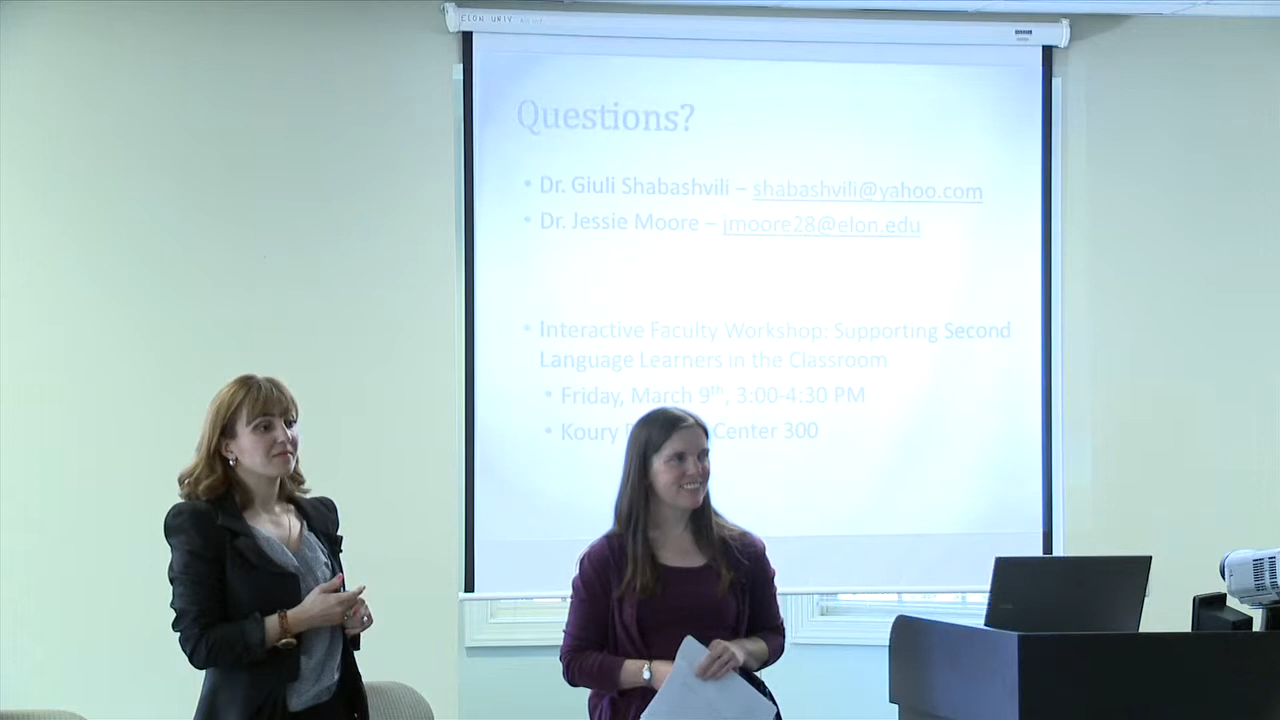 ELON UNIV
Questions?
• Dr. Giuli Shabashvili – shabashvili@yahoo.com
• Dr. Jessie Moore – jmoore28@elon.edu
• Interactive Faculty Workshop: Supporting Second
Language Learners in the Classroom
• Friday, March 9th, 3:00-4:30 PM
• Koury Center 300